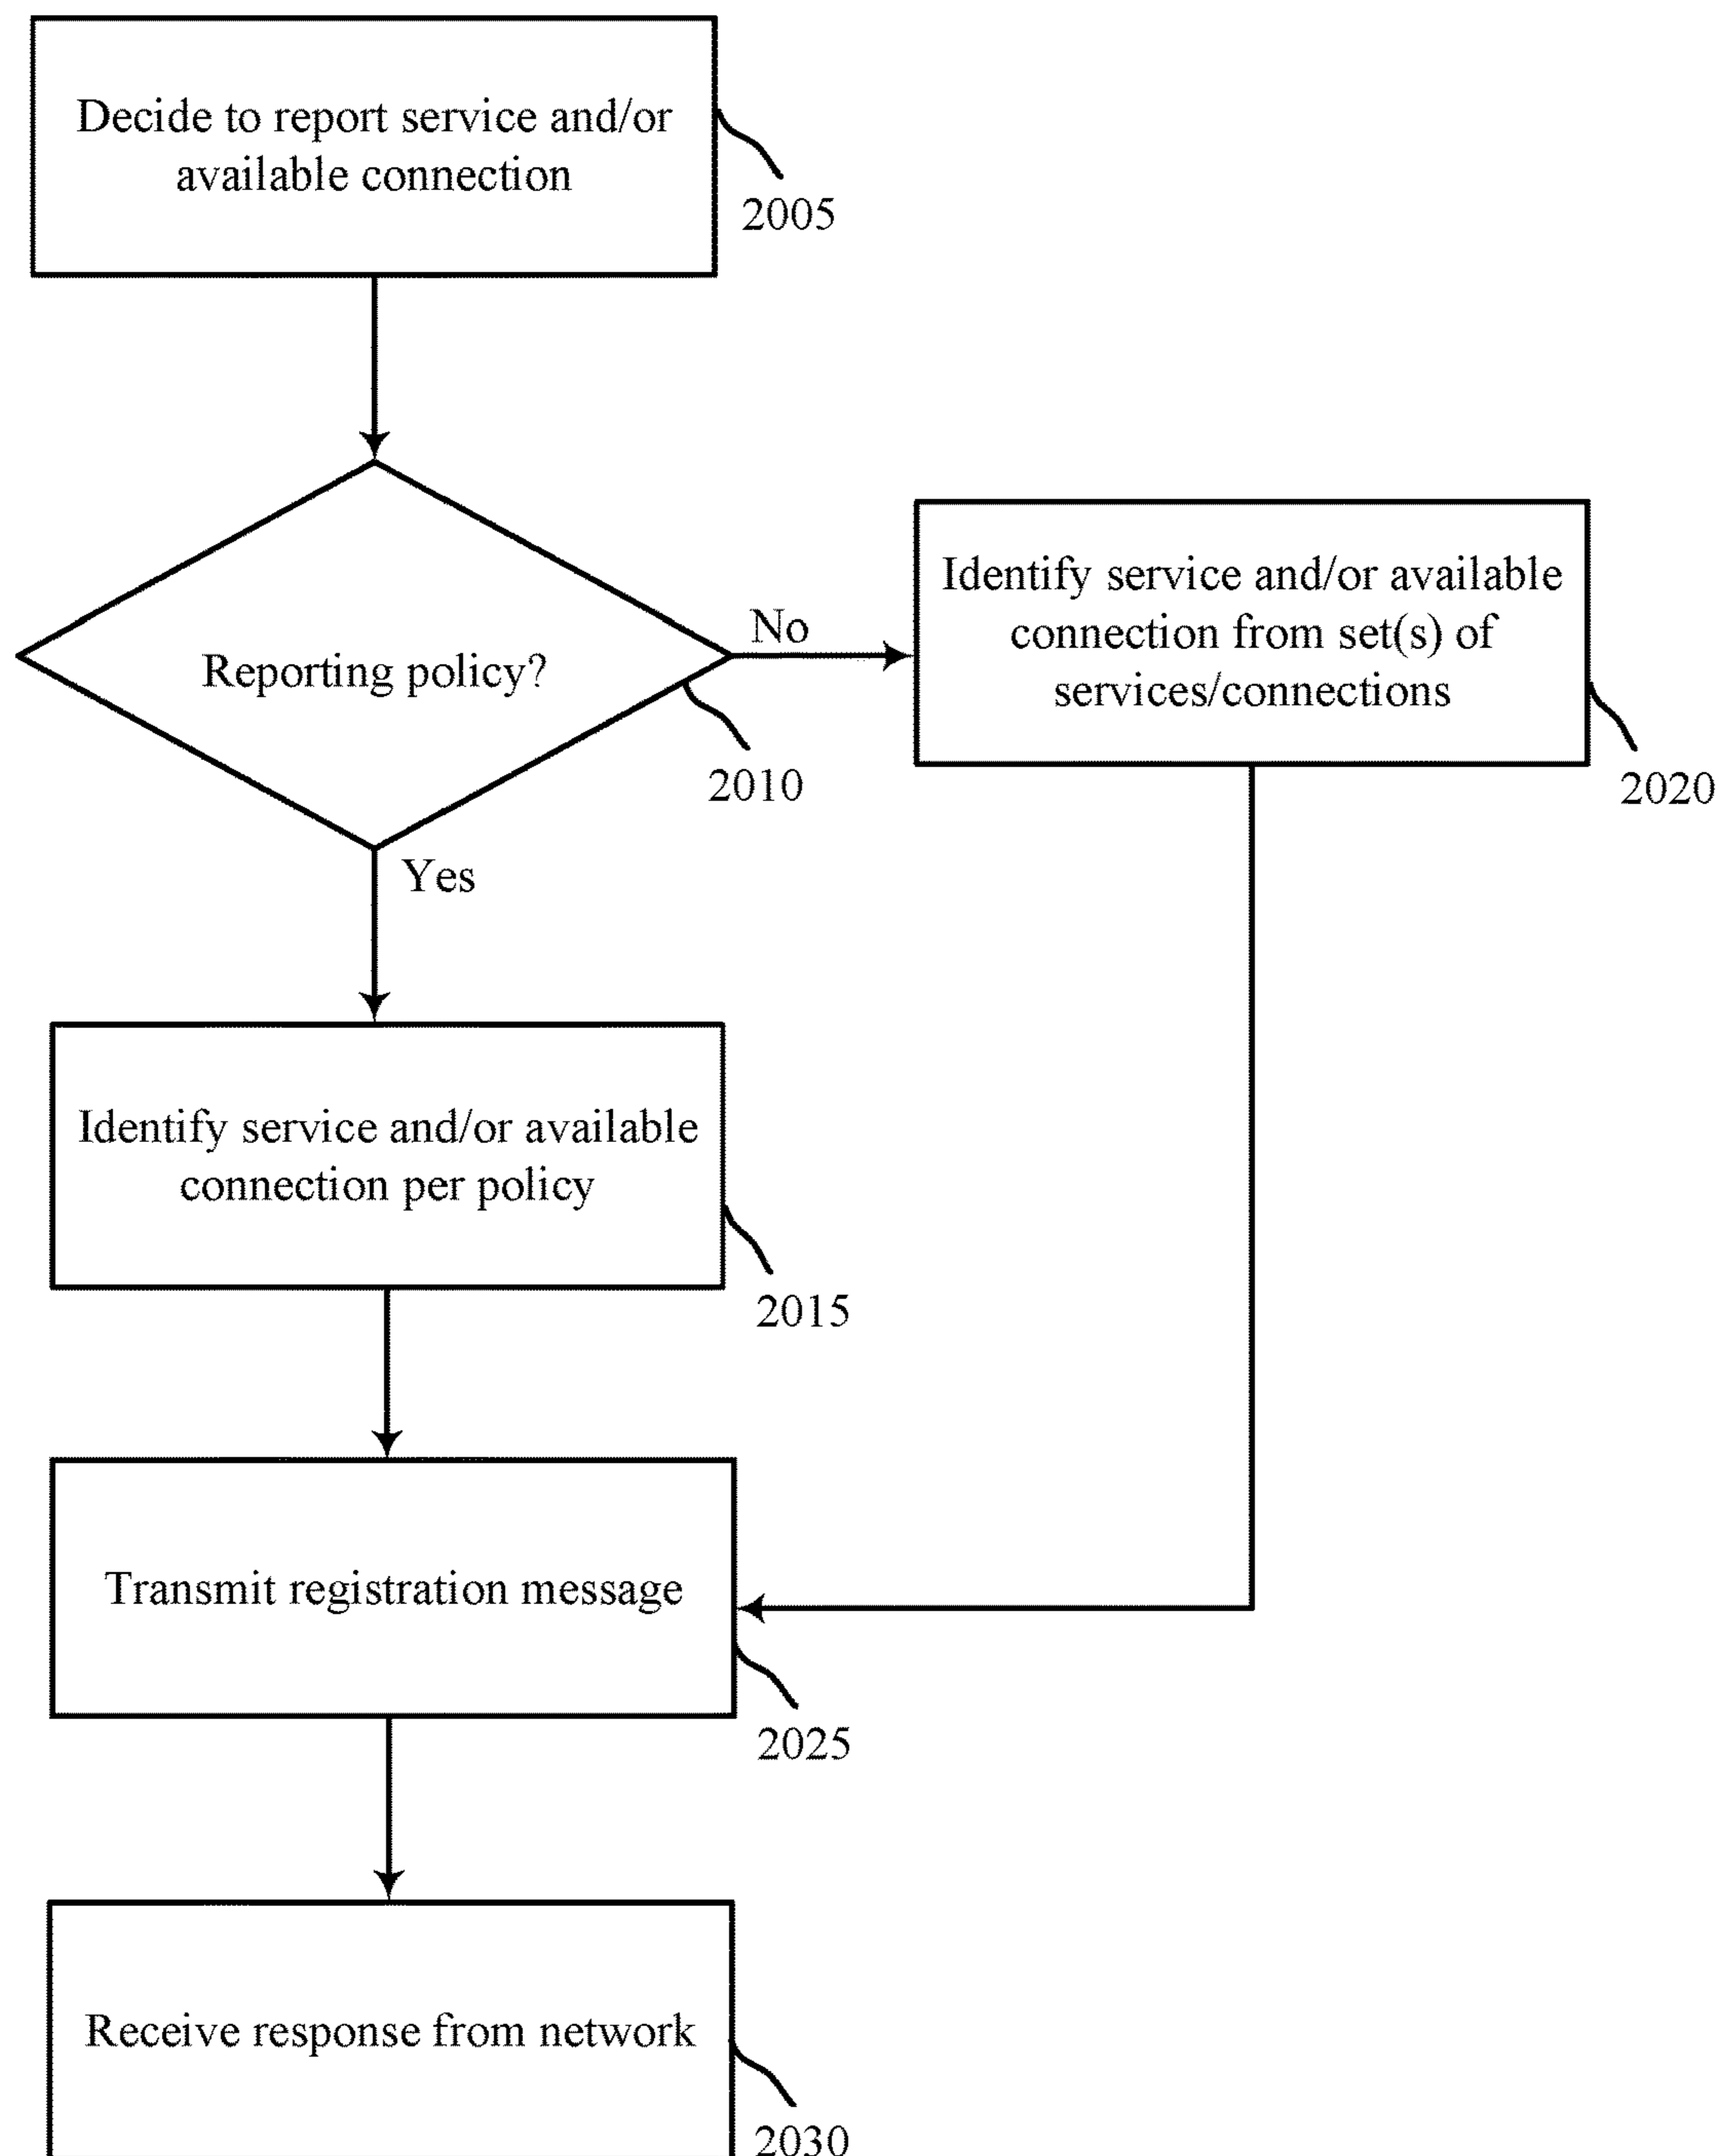 Decide to report service and/or
available connection
2005
Reporting policy?
2010
No
Yes
Identify service and/or available
connection from set(s) of
services/connections
2020
Identify service and/or available
connection per policy
2015
Transmit registration message
2025
Receive response from network
2030